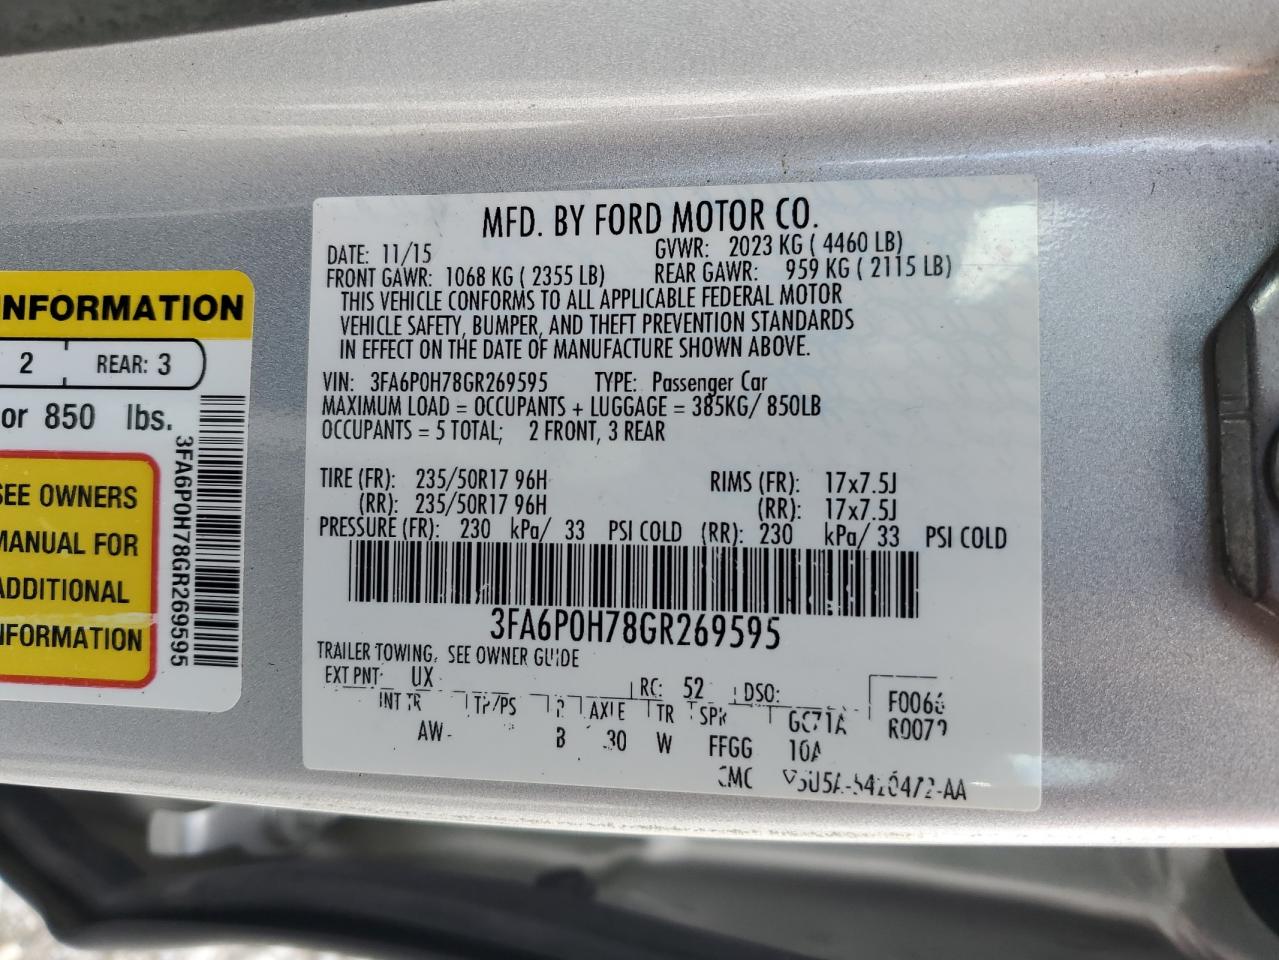 INFORMATION
2 REAR: 3
or 850 lbs.
SEE OWNERS
MANUAL FOR
ADDITIONAL
INFORMATION
3FA6P0H78GR269595
MFD. BY FORD MOTOR CO.
DATE: 11/15 GVWR: 2023 KG ( 4460 LB)
FRONT GAWR: 1068 KG ( 2355 LB) REAR GAWR: 959 KG ( 2115 LB)
THIS VEHICLE CONFORMS TO ALL APPLICABLE FEDERAL MOTOR
VEHICLE SAFETY, BUMPER, AND THEFT PREVENTION STANDARDS
IN EFFECT ON THE DATE OF MANUFACTURE SHOWN ABOVE.
VIN: 3FA6P0H78GR269595 TYPE: Passenger Car
MAXIMUM LOAD = OCCUPANTS + LUGGAGE = 385KG/ 850LB
OCCUPANTS = 5 TOTAL; 2 FRONT, 3 REAR
TIRE (FR): 235/50R17 96H RIMS (FR): 17x7.5J
(RR): 235/50R17 96H (RR): 17x7.5J
PRESSURE (FR): 230 kPa/ 33 PSI COLD (RR): 230 kPa/ 33 PSI COLD
3FA6P0H78GR269595
TRAILER TOWING, SEE OWNER GUIDE
EXT PNT: UX RC: 52 DSO:
INT TR TP/PS R AXLE TR SPR
AW B W FFGG 10A